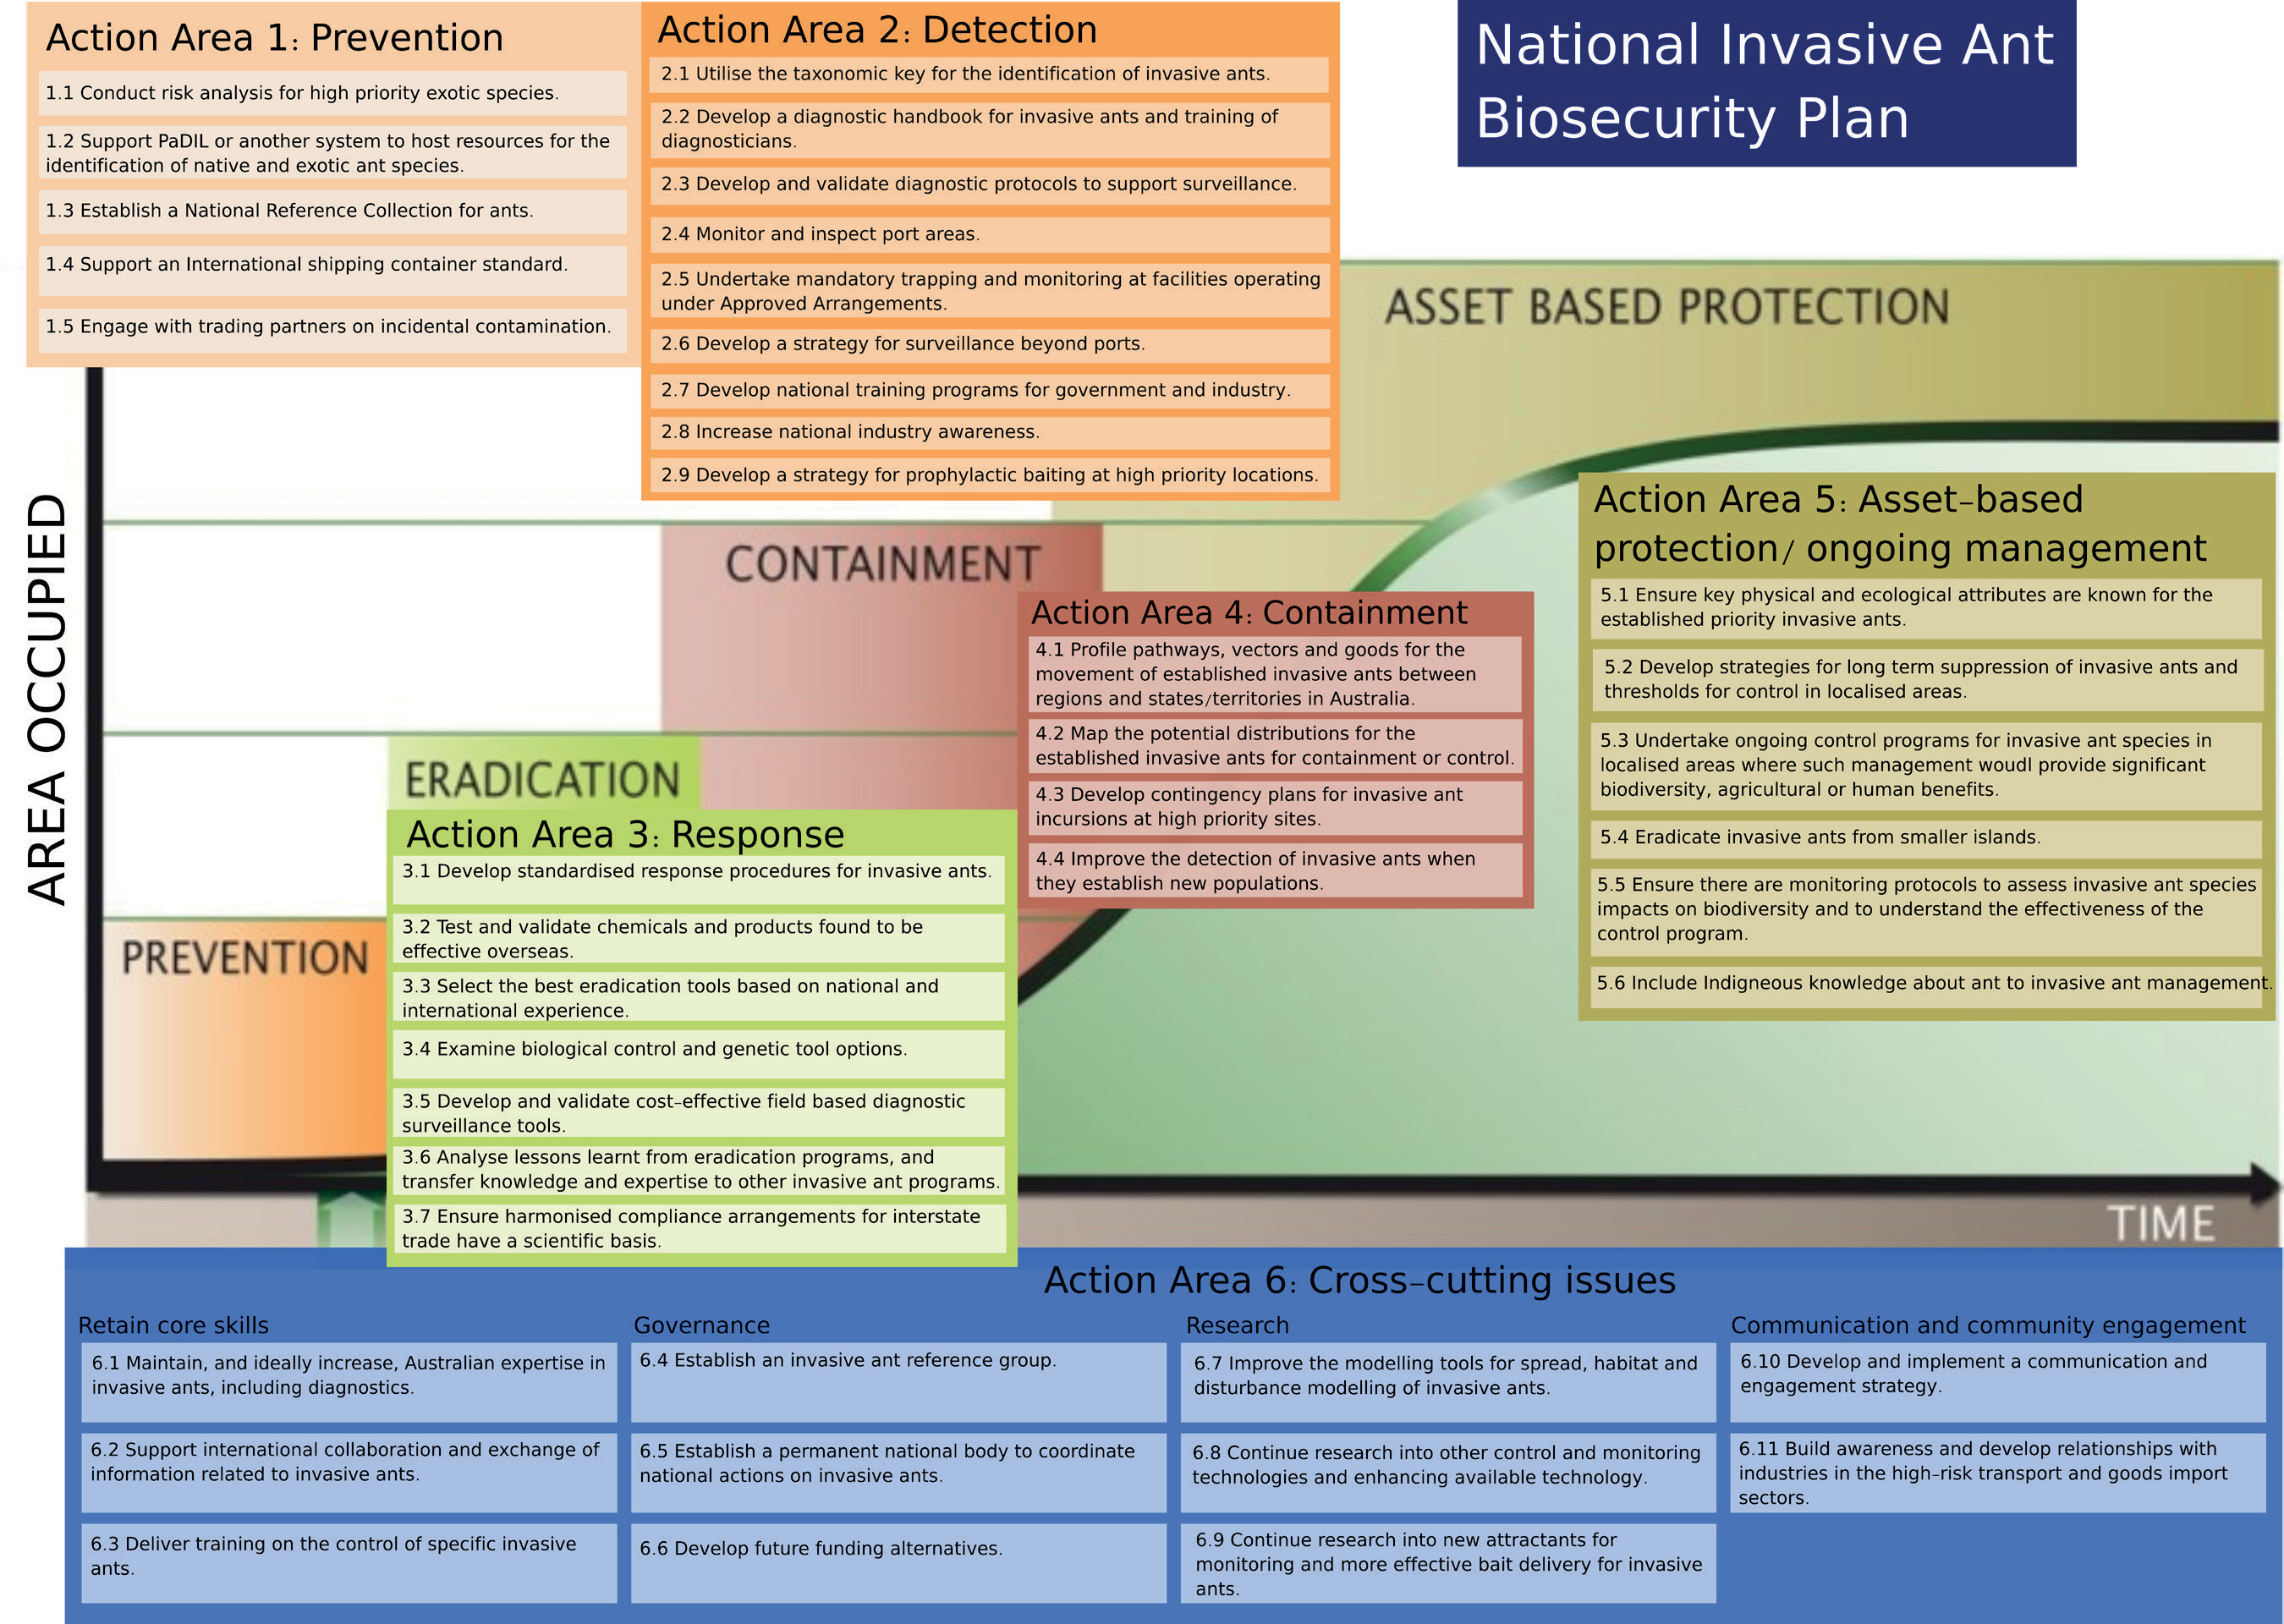 Action Area 1: Prevention
1.1 Conduct risk analysis for high priority exotic species.
1.2 Support PaDIL or another system to host resources for the
identification of native and exotic ant species.
1.3 Establish a National Reference Collection for ants.
1.4 Support an International shipping container standard.
1.5 Engage with trading partners on incidental contamination.
Action Area 2: Detection
2.1 Utilise the taxonomic key for the identification of invasive ants.
2.2 Develop a diagnostic handbook for invasive ants and training of
diagnosticians.
2.3 Develop and validate diagnostic protocols to support surveillance.
2.4 Monitor and inspect port areas.
2.5 Undertake mandatory trapping and monitoring at facilities operating
under Approved Arrangements.
2.6 Develop a strategy for surveillance beyond ports.
2.7 Develop national training programs for government and industry.
2.8 Increase national industry awareness.
2.9 Develop a strategy for prophylactic baiting at high priority locations.
National Invasive Ant
Biosecurity Plan
ASSET BASED PROTECTION
AREA OCCUPIED
CONTAINMENT
ERADICATION
PREVENTION
Action Area 3: Response
3.1 Develop standardised response procedures for invasive ants.
3.2 Test and validate chemicals and products found to be
effective overseas.
3.3 Select the best eradication tools based on national and
international experience.
3.4 Examine biological control and genetic tool options.
3.5 Develop and validate cost-effective field based diagnostic
surveillance tools.
3.6 Analyse lessons learnt from eradication programs, and
transfer knowledge and expertise to other invasive ant programs.
3.7 Ensure harmonised compliance arrangements for interstate
trade have a scientific basis.
Action Area 4: Containment
4.1 Profile pathways, vectors and goods for the
movement of established invasive ants between
regions and states/territories in Australia.
4.2 Map the potential distributions for the
established invasive ants for containment or control.
4.3 Develop contingency plans for invasive ant
incursions at high priority sites.
4.4 Improve the detection of invasive ants when
they establish new populations.
Action Area 5: Asset-based
protection/ ongoing management
5.1 Ensure key physical and ecological attributes are known for the
established priority invasive ants.
5.2 Develop strategies for long term suppression of invasive ants and
thresholds for control in localised areas.
5.3 Undertake ongoing control programs for invasive ant species in
localised areas where such management woudl provide significant
biodiversity, agricultural or human benefits.
5.4 Eradicate invasive ants from smaller islands.
5.5 Ensure there are monitoring protocols to assess invasive ant species
impacts on biodiversity and to understand the effectiveness of the
control program.
5.6 Include Indigneous knowledge about ant to invasive ant management.
TIME
Action Area 6: Cross-cutting issues
Retain core skills
6.1 Maintain, and ideally increase, Australian expertise in
invasive ants, including diagnostics.
6.2 Support international collaboration and exchange of
information related to invasive ants.
6.3 Deliver training on the control of specific invasive
ants.
Governance
6.4 Establish an invasive ant reference group.
6.5 Establish a permanent national body to coordinate
national actions on invasive ants.
6.6 Develop future funding alternatives.
Research
6.7 Improve the modelling tools for spread, habitat and
disturbance modelling of invasive ants.
6.8 Continue research into other control and monitoring
technologies and enhancing available technology.
6.9 Continue research into new attractants for
monitoring and more effective bait delivery for invasive
ants.
Communication and community engagement
6.10 Develop and implement a communication and
engagement strategy.
6.11 Build awareness and develop relationships with
industries in the high-risk transport and goods import
sectors.